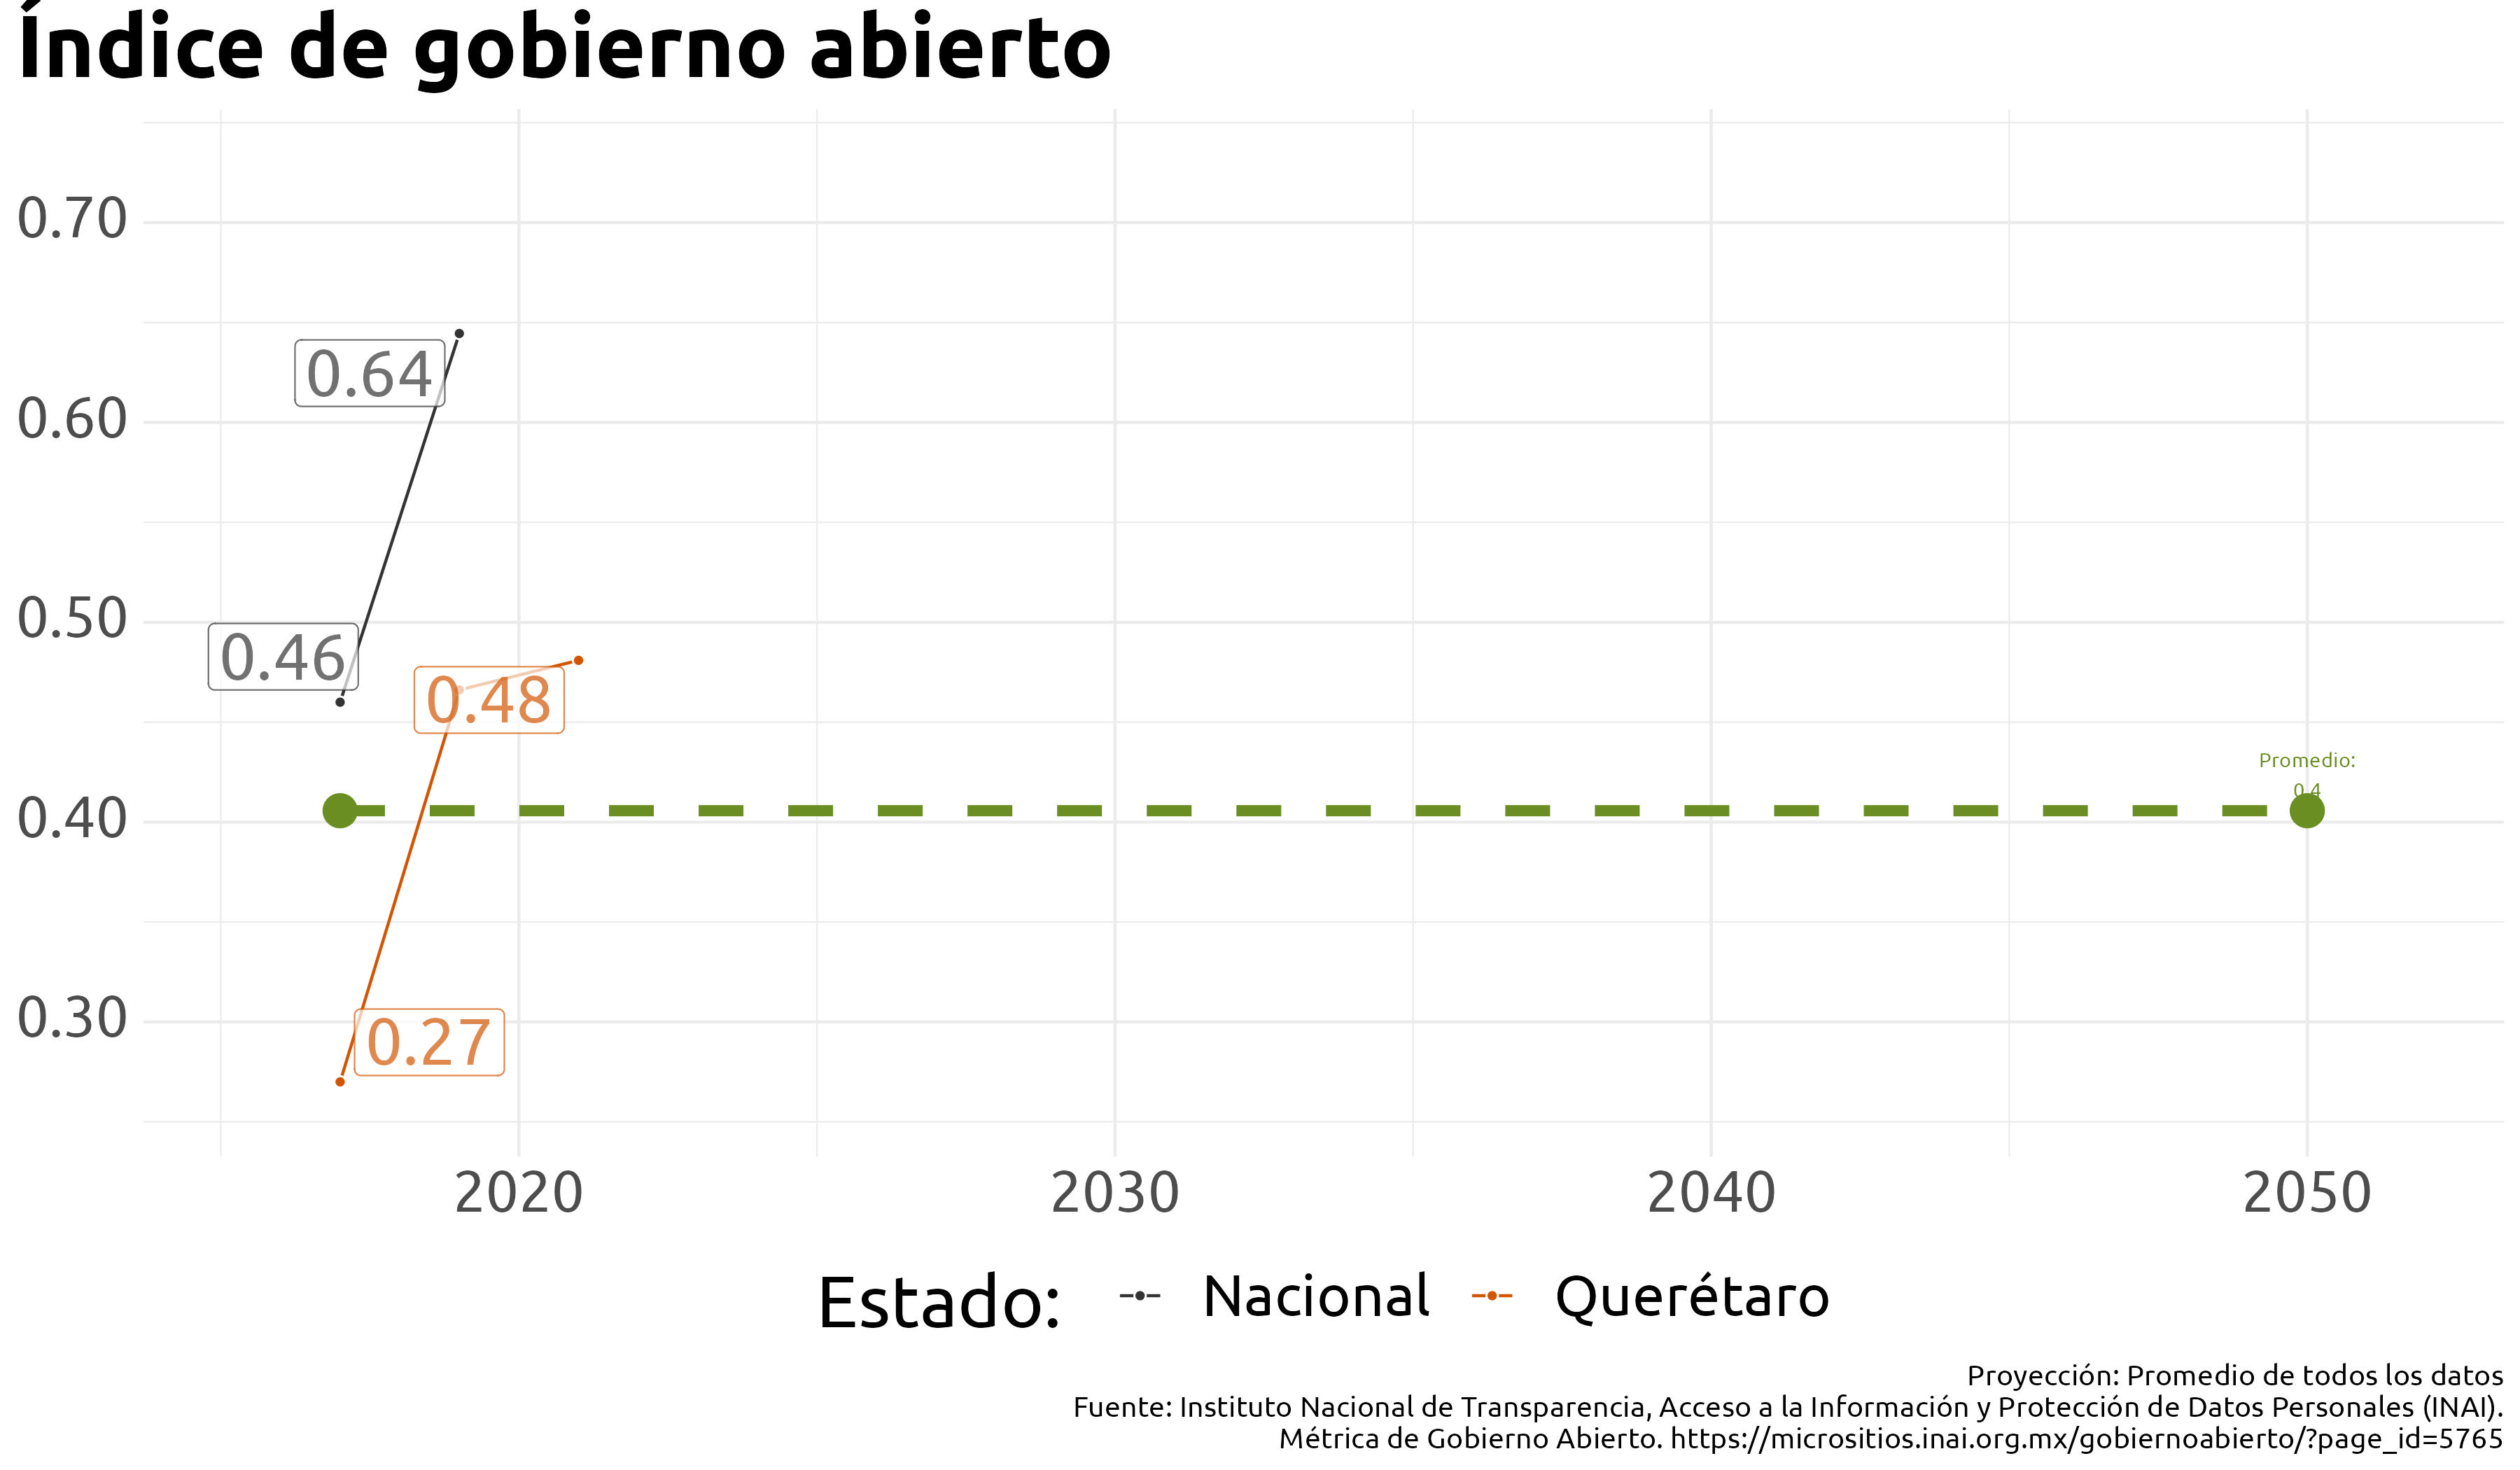 Índice de gobierno abierto
0.70
0.60
0.50
0.40
0.30
0.64
0.46
0.48
0.27
Promedio:
0.4
2020 2030 2040 2050
Estado: Nacional Querétaro
Proyección: Promedio de todos los datos
Fuente: Instituto Nacional de Transparencia, Acceso a la Información y Protección de Datos Personales (INAI).
Métrica de Gobierno Abierto. https://micrositios.inai.org.mx/gobiernoabierto/?page_id=5765